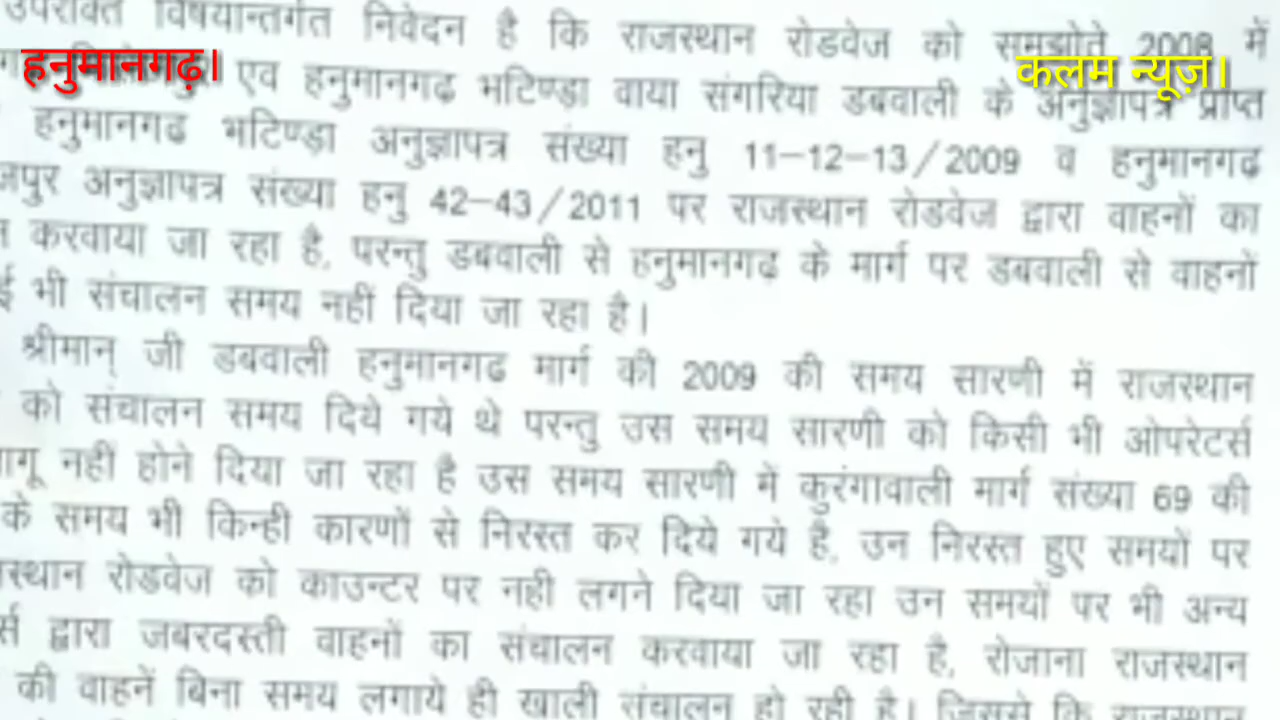 उपरोक्त विषयान्तर्गत निवेदन है कि राजस्थान रोडवेज को समझोते 2008 में
हनुमानगढ़।
कलम न्यूज़।
एव हनुमानगढ भटिण्डा वाया संगरिया डबवाली के अनुज्ञापत्र प्राप्त
हनुमानगढ भटिण्डा अनुज्ञापत्र संख्या हनु 11–12–13/2009 व हनुमानगढ
अनुज्ञापत्र संख्या हनु 42–43/2011 पर राजस्थान रोडवेज द्वारा वाहनों का
करवाया जा रहा है, परन्तु डबवाली से हनुमानगढ के मार्ग पर डबवाली से वाहनों
भी संचालन समय नहीं दिया जा रहा है।
श्रीमान् जी डबवाली हनुमानगढ मार्ग की 2009 की समय सारणी में राजस्थान
को संचालन समय दिये गये थे परन्तु उस समय सारणी को किसी भी ओपरेटर्स
नहीं होने दिया जा रहा है उस समय सारणी में कुरंगावाली मार्ग संख्या 69 की
के समय भी किन्ही कारणों से निरस्त कर दिये गये है, उन निरस्त हुए समयों पर
स्थान रोडवेज को काउन्टर पर नही लगने दिया जा रहा उन समयों पर भी अन्य
र्स द्वारा जबरदस्ती वाहनों का संचालन करवाया जा रहा है, रोजाना राजस्थान
की वाहनें बिना समय लगाये ही खाली संचालन हो रही है। जिससे कि राजस्थान